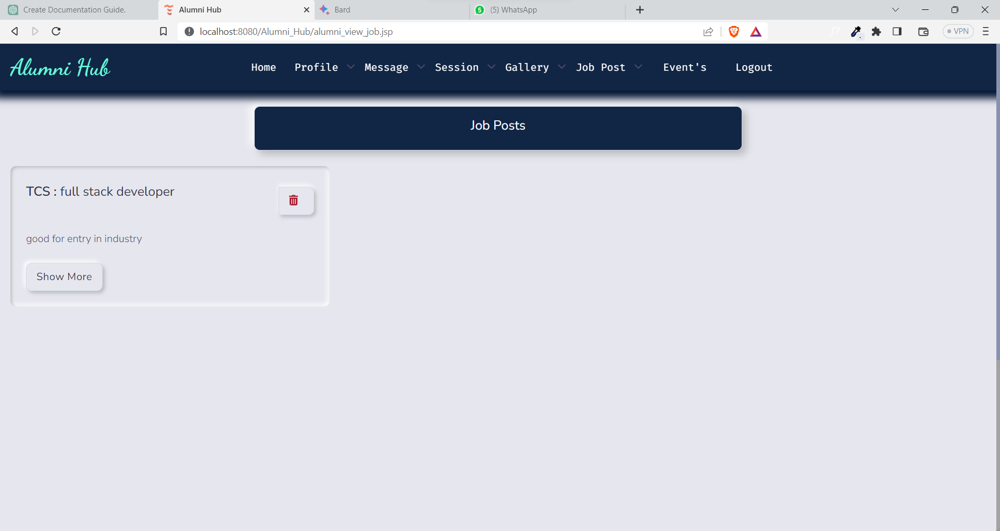 Create Documentation Guide.
Alumni Hub
Bard
5 (5) WhatsApp
localhost:8080/Alumni_Hub/alumni_view_job.jsp
VPN
Alumni Hub
Home Profile Message Session Gallery Job Post Event's Logout
Job Posts
TCS : full stack developer
good for entry in industry
Show More